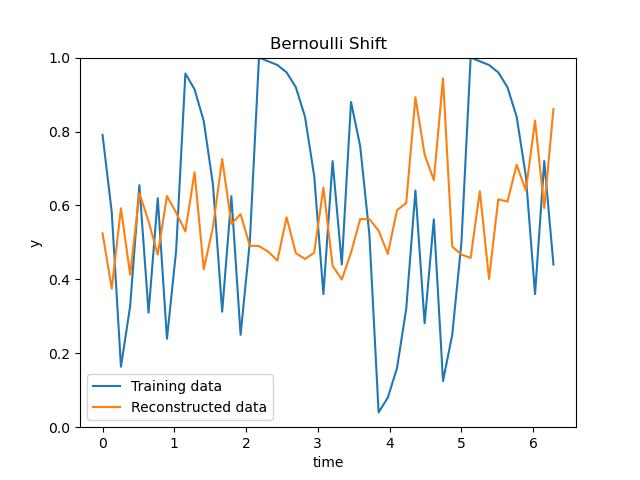 Bernoulli Shift
y
1.0
0.8
0.6
0.4
0.2
0.0
Training data
Reconstructed data
0 1 2 3 4 5 6
time